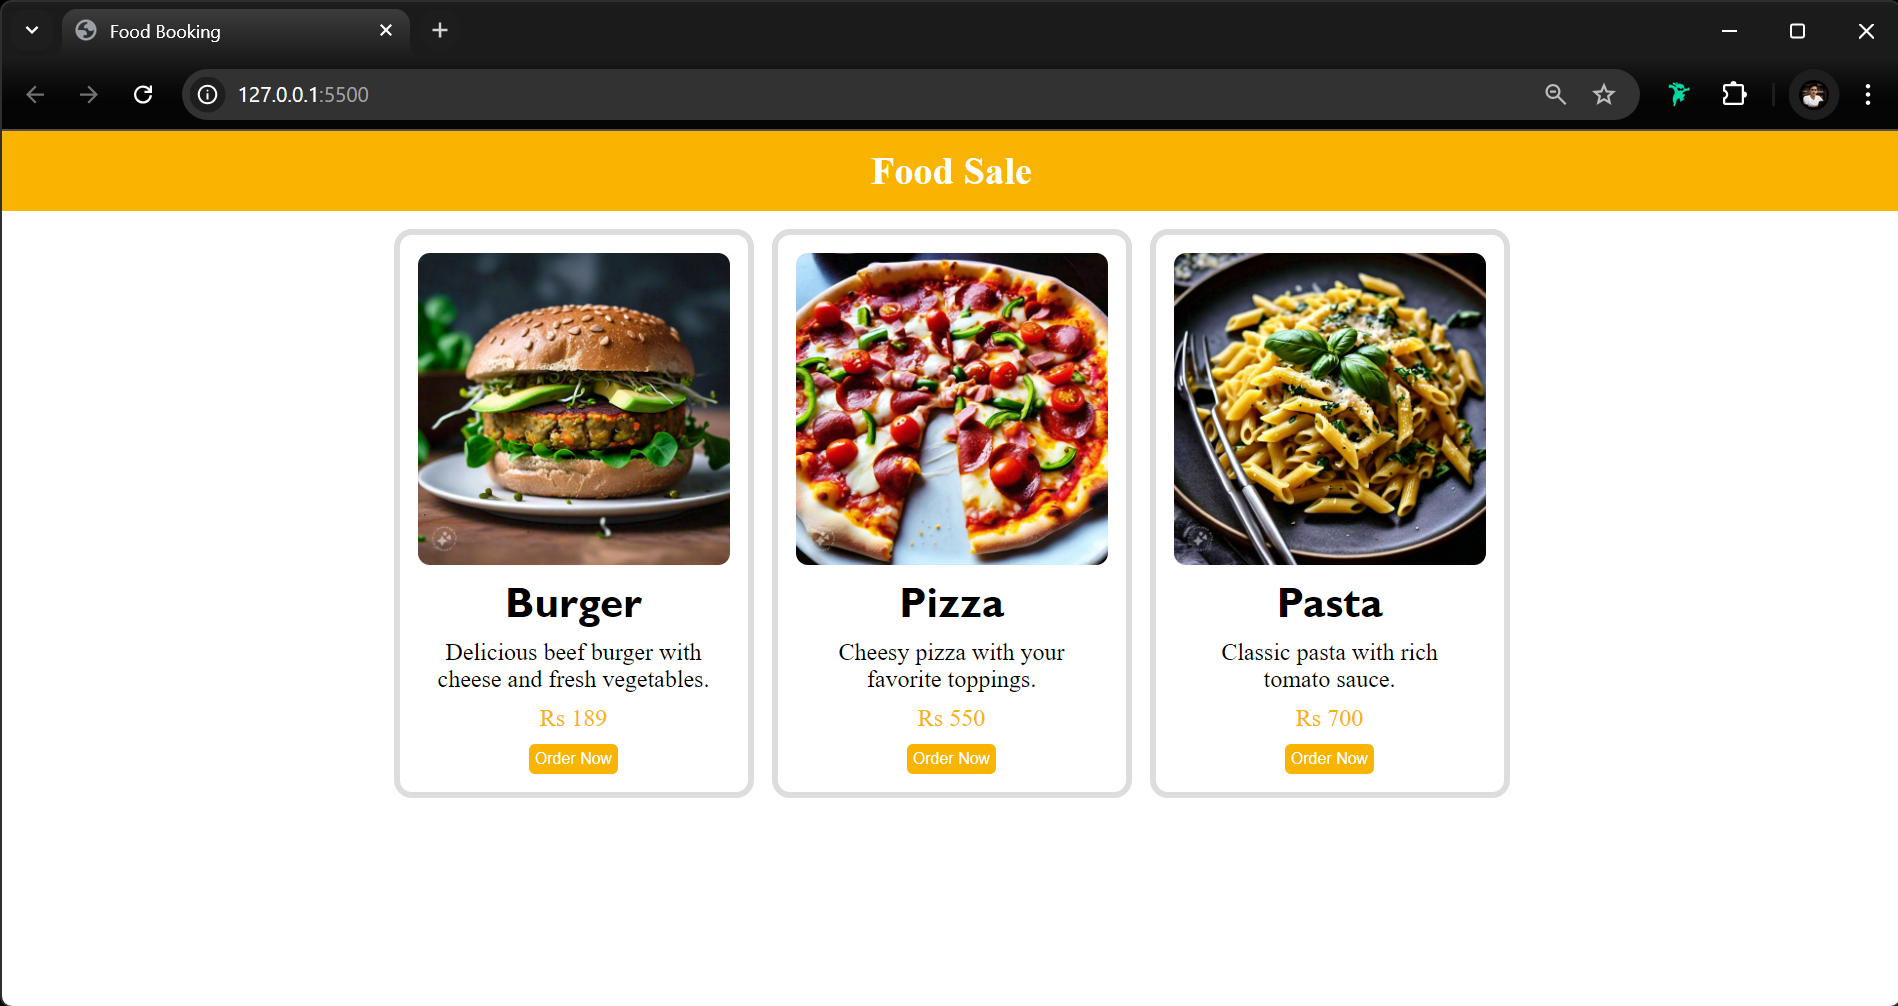 Food Booking
127.0.0.1:5500
Food Sale
Burger
Delicious beef burger with
cheese and fresh vegetables.
Rs 189
Order Now
Pizza
Cheesy pizza with your
favorite toppings.
Rs 550
Order Now
Pasta
Classic pasta with rich
tomato sauce.
Rs 700
Order Now